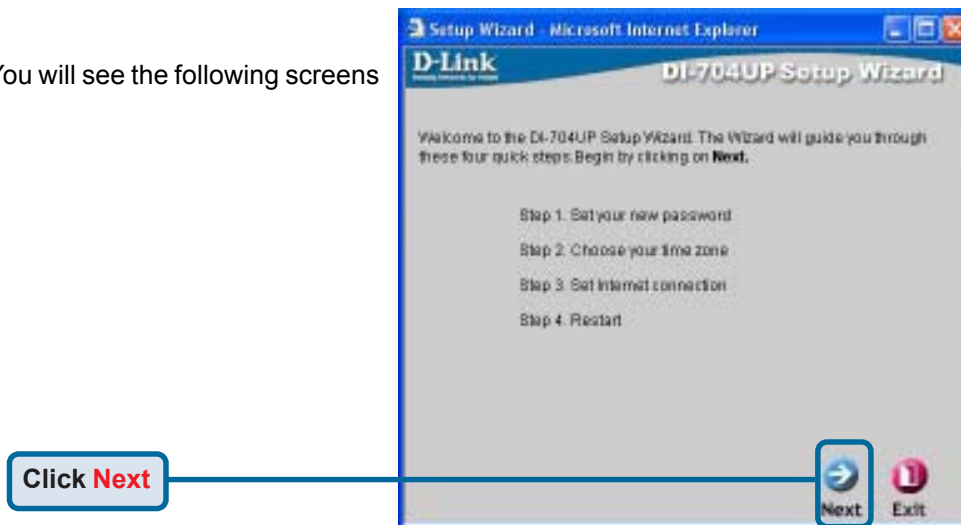 Setup Wizard - Microsoft Internet Explorer
D-Link
DI-704UP Setup Wizard
You will see the following screens
Welcome to the DI-704UP Setup Wizard. The Wizard will guide you through
these four quick steps. Begin by clicking on Next.
Step 1. Set your new password
Step 2. Choose your time zone
Step 3. Set Internet connection
Step 4. Restart
Click Next
Next
Exit